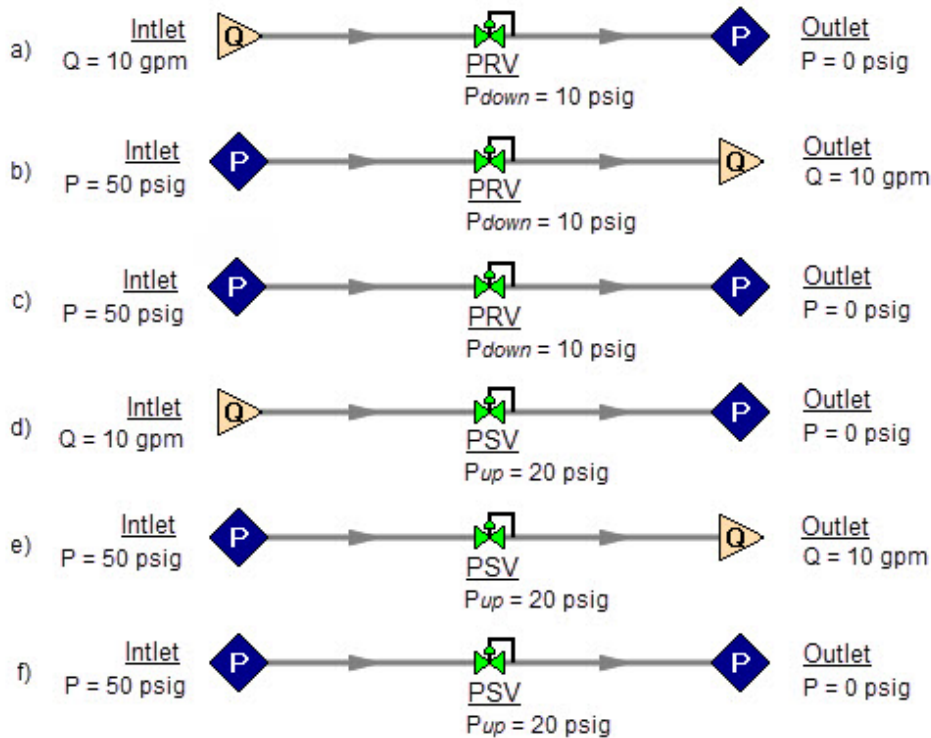 a) Intlet Q Outlet
Q = 10 gpm PRV P P = 0 psig
Pdown = 10 psig
b) Intlet P Outlet
P = 50 psig PRV Q Q = 10 gpm
Pdown = 10 psig
c) Intlet P Outlet
P = 50 psig PRV P P = 0 psig
Pdown = 10 psig
d) Intlet Q Outlet
Q = 10 gpm PSV P P = 0 psig
Pup = 20 psig
e) Intlet P Outlet
P = 50 psig PSV Q Q = 10 gpm
Pup = 20 psig
f) Intlet P Outlet
P = 50 psig PSV P P = 0 psig
Pup = 20 psig